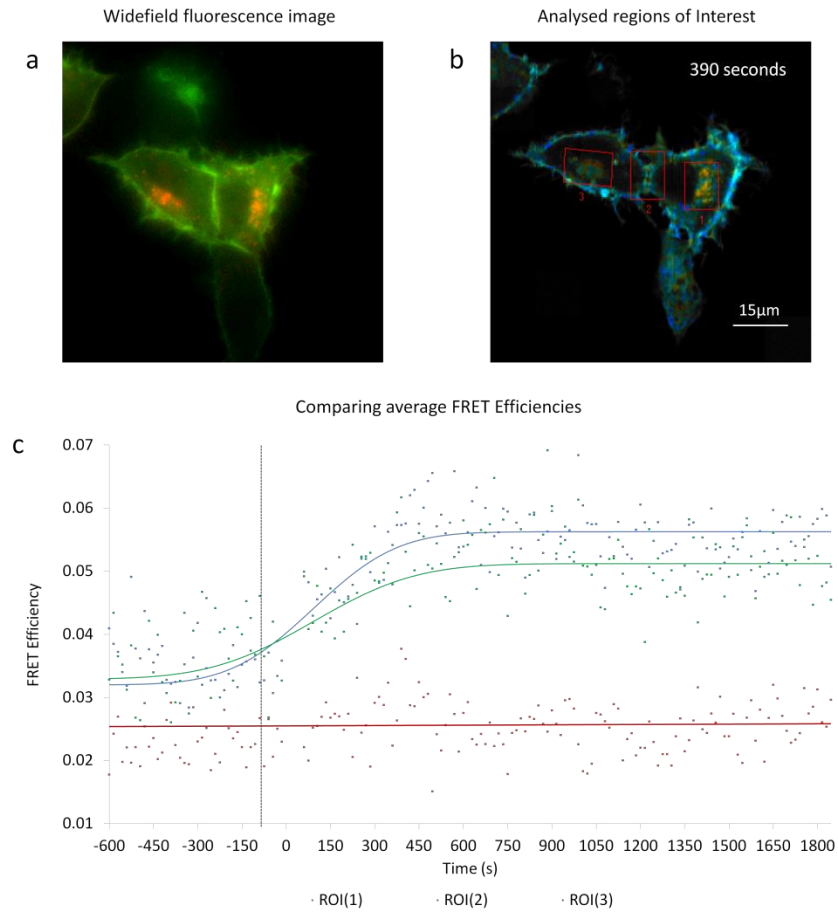 Widefield fluorescence image
Analysed regions of Interest
a
b
390 seconds
3
2
1
15µm
Comparing average FRET Efficiencies
c
0.07
0.06
0.05
0.04
0.03
0.02
0.01
FRET Efficiency
-600 -450 -300 -150 0 150 300 450 600 750 900 1050 1200 1350 1500 1650 1800
Time (s)
ROI(1) ROI(2) ROI(3)